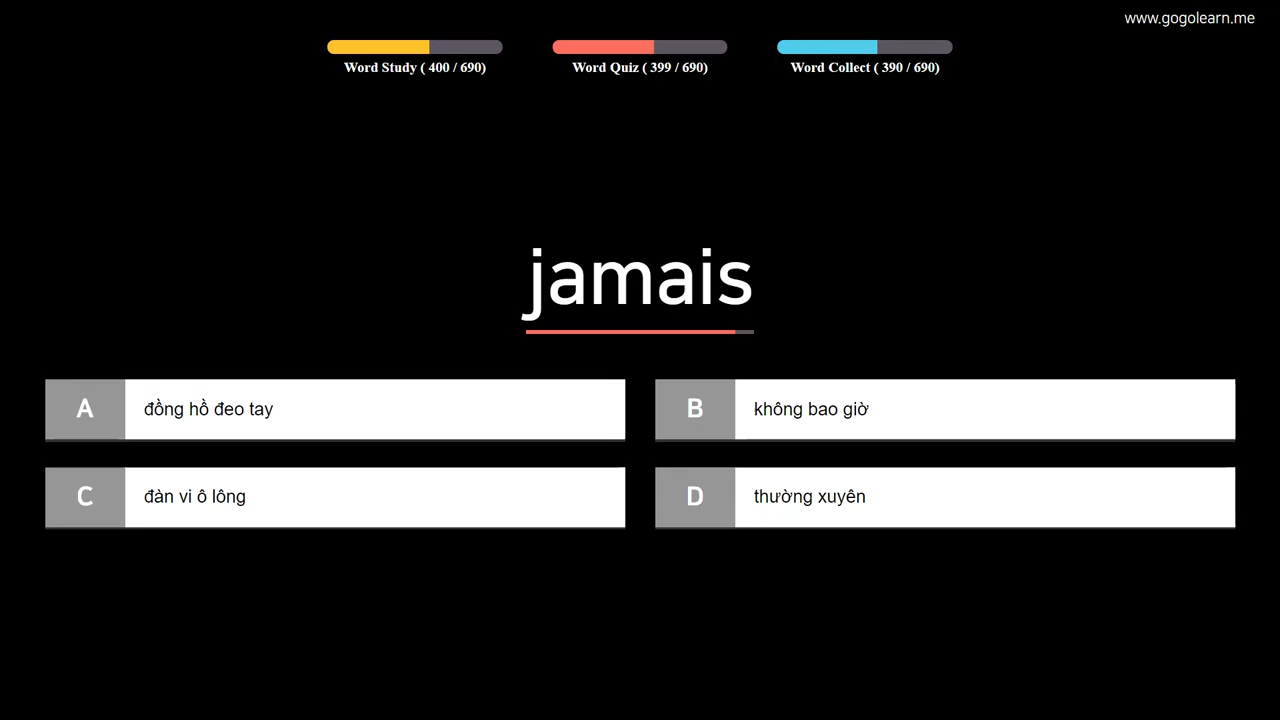 www.gogolearn.me
Word Study ( 400 / 690)
Word Quiz ( 399 / 690)
Word Collect ( 390 / 690)
jamais
A
đồng hồ đeo tay
B
không bao giờ
C
đàn vi ô lông
D
thường xuyên